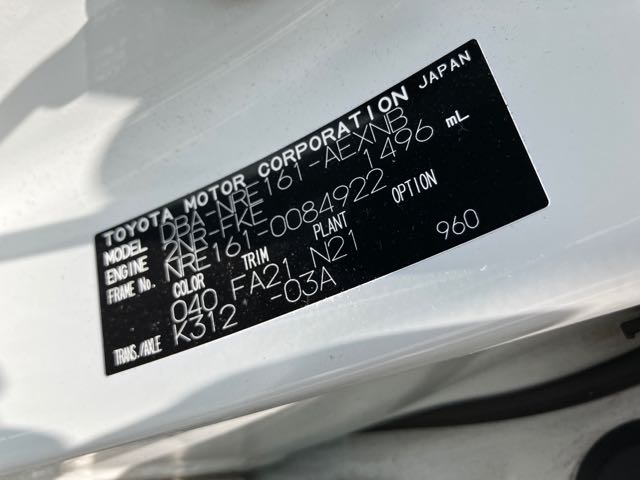 TOYOTA MOTOR CORPORATION JAPAN
MODEL DBA-NRE161-AEXNB
ENGINE 2NR-FKE 1496 mL
FRAME No. NRE161-0084922
COLOR TRIM PLANT OPTION
040 FA21 N21 960
TRANS./AXLE K312 -03A